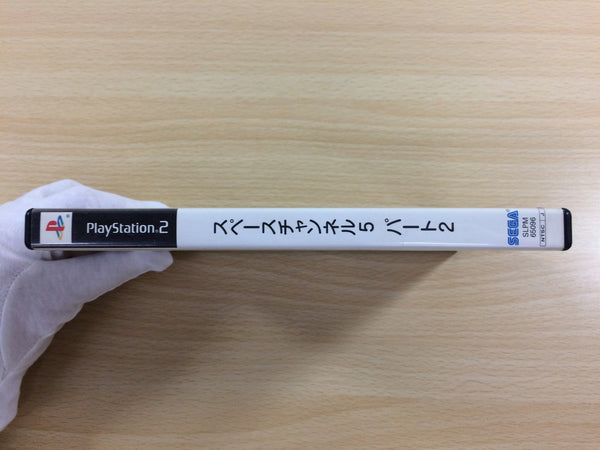 PlayStation.2
スペースチャンネル5 パート2
SEGA
SLPM
65096
NTSC J